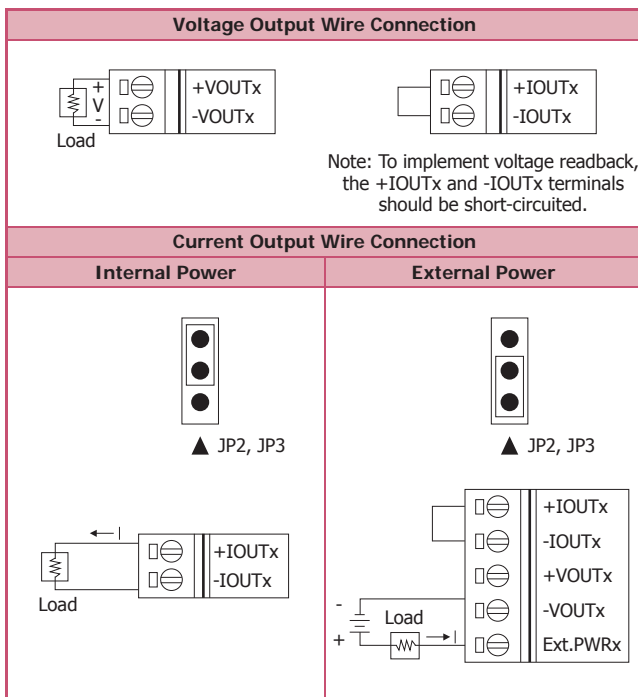 Voltage Output Wire Connection
+
V
-
Load
+VOUTx
-VOUTx
+IOUTx
-IOUTx
Note: To implement voltage readback,
the +IOUTx and -IOUTx terminals
should be short-circuited.
Current Output Wire Connection
Internal Power
External Power
JP2, JP3
JP2, JP3
I
Load
+IOUTx
-IOUTx
+IOUTx
-IOUTx
+VOUTx
-VOUTx
Ext.PWRx
-
+
Load
I